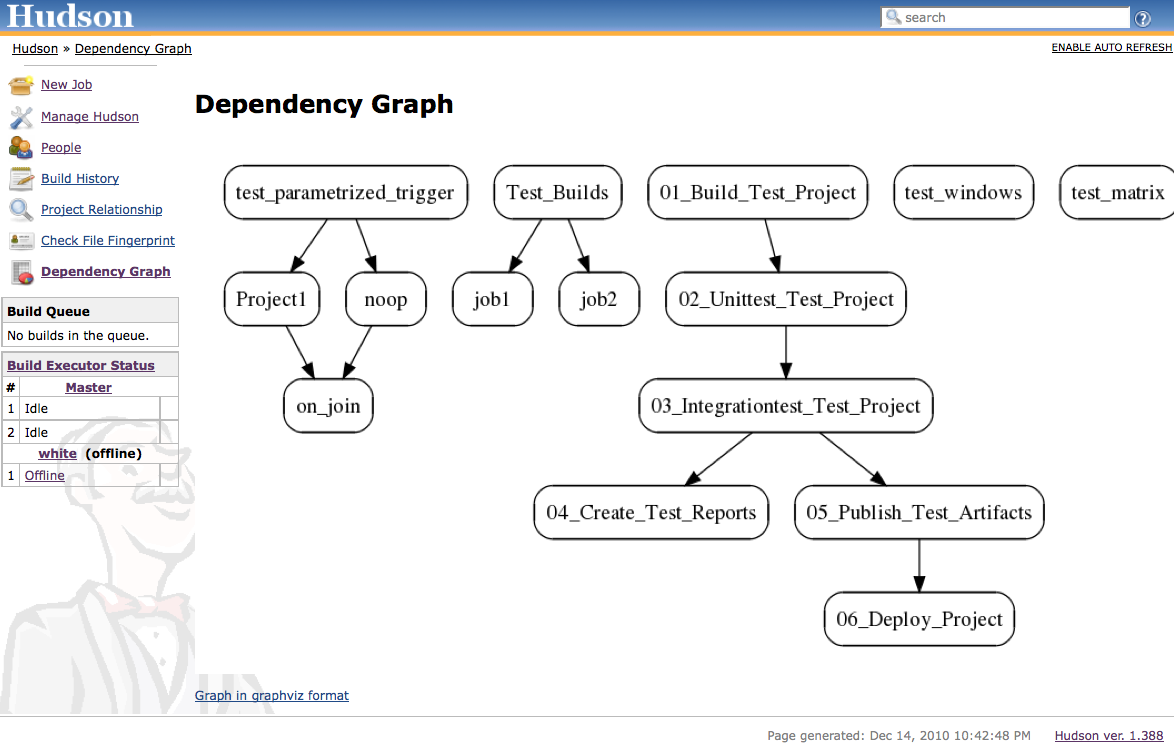 Hudson
search
Hudson » Dependency Graph
ENABLE AUTO REFRESH
New Job
Manage Hudson
People
Build History
Project Relationship
Check File Fingerprint
Dependency Graph
Build Queue
No builds in the queue.
Build Executor Status
# Master
1 Idle
2 Idle
white (offline)
1 Offline
Dependency Graph
test_parametrized_trigger Test_Builds 01_Build_Test_Project test_windows test_matrix
Project1 noop job1 job2 02_Unittest_Test_Project
on_join 03_Integrationtest_Test_Project
04_Create_Test_Reports 05_Publish_Test_Artifacts
06_Deploy_Project
Graph in graphviz format
Page generated: Dec 14, 2010 10:42:48 PM Hudson ver. 1.388